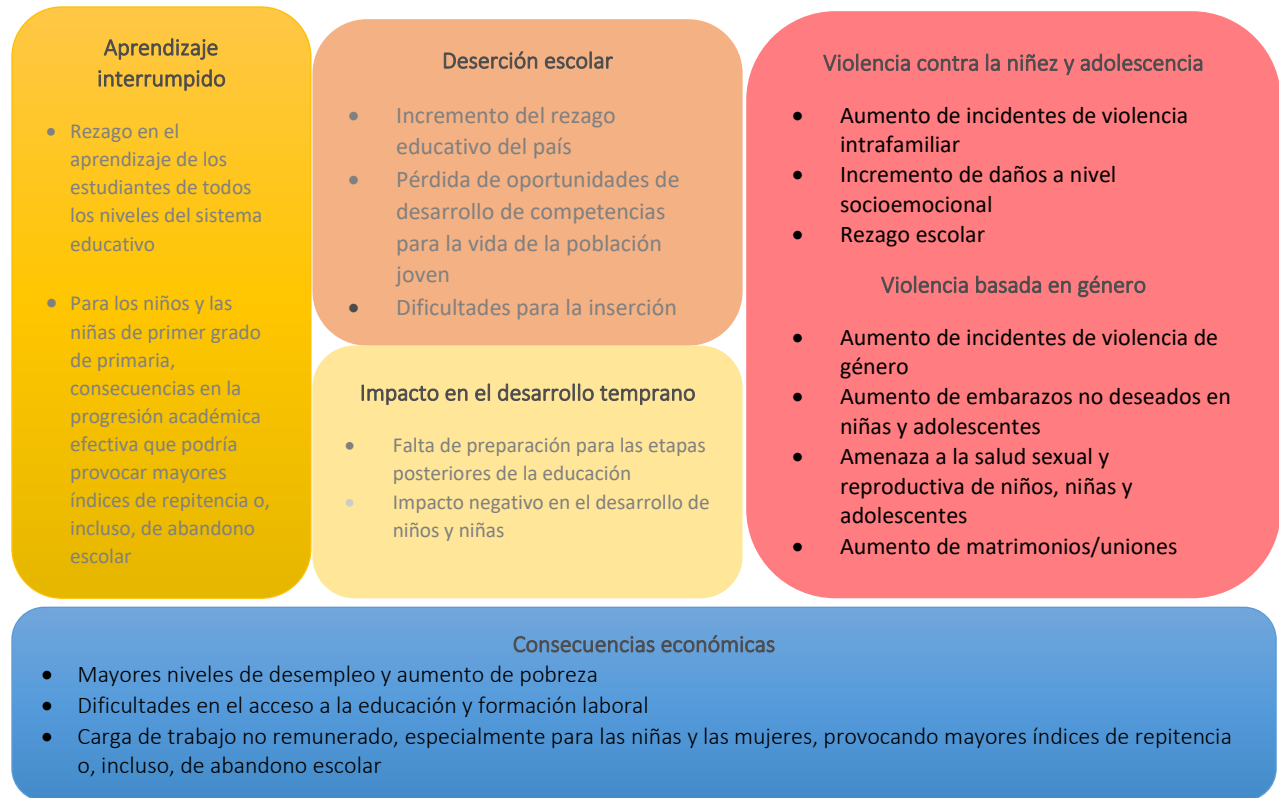 Aprendizaje
interrumpido
• Rezago en el
aprendizaje de los
estudiantes de todos
los niveles del sistema
educativo
• Para los niños y las
niñas de primer grado
de primaria,
consecuencias en la
progresión académica
efectiva que podría
provocar mayores
índices de repitencia o,
incluso, de abandono
escolar
Deserción escolar
• Incremento del rezago
educativo del país
• Pérdida de oportunidades de
desarrollo de competencias
para la vida de la población
joven
• Dificultades para la inserción
Impacto en el desarrollo temprano
• Falta de preparación para las etapas
posteriores de la educación
• Impacto negativo en el desarrollo de
niños y niñas
Violencia contra la niñez y adolescencia
• Aumento de incidentes de violencia
intrafamiliar
• Incremento de daños a nivel
socioemocional
• Rezago escolar
Violencia basada en género
• Aumento de incidentes de violencia de
género
• Aumento de embarazos no deseados en
niñas y adolescentes
• Amenaza a la salud sexual y
reproductiva de niños, niñas y
adolescentes
• Aumento de matrimonios/uniones
Consecuencias económicas
• Mayores niveles de desempleo y aumento de pobreza
• Dificultades en el acceso a la educación y formación laboral
• Carga de trabajo no remunerado, especialmente para las niñas y las mujeres, provocando mayores índices de repitencia
o, incluso, de abandono escolar